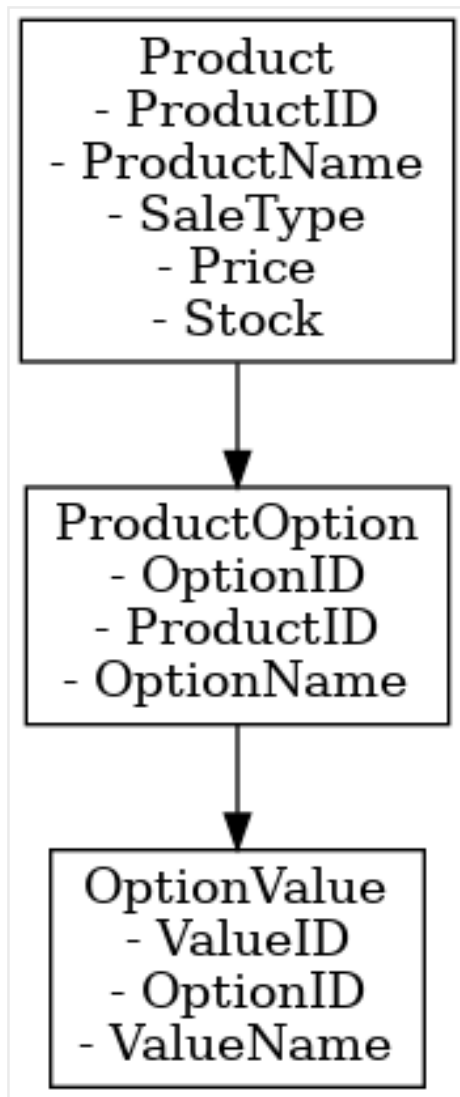 Product
- ProductID
- ProductName
- SaleType
- Price
- Stock
ProductOption
- OptionID
- ProductID
- OptionName
OptionValue
- ValueID
- OptionID
- ValueName